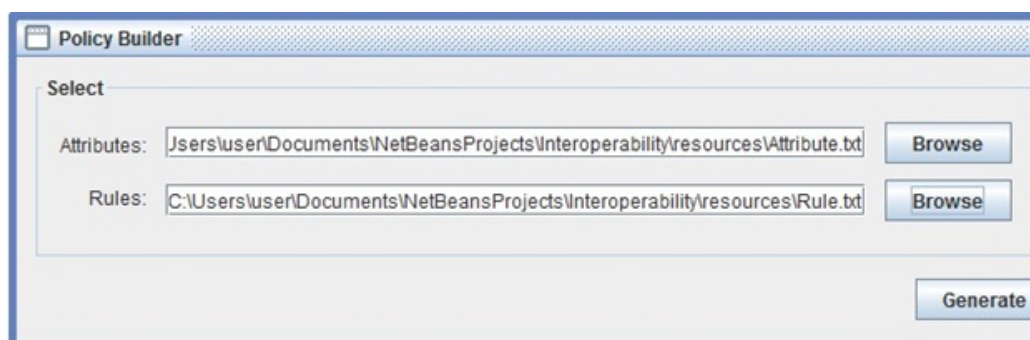 Policy Builder
Select
Attributes: Jsers\user\Documents\NetBeansProjects\Interoperability\resources\Attribute.txt Browse
Rules: C:\Users\user\Documents\NetBeansProjects\Interoperability\resources\Rule.txt Browse
Generate